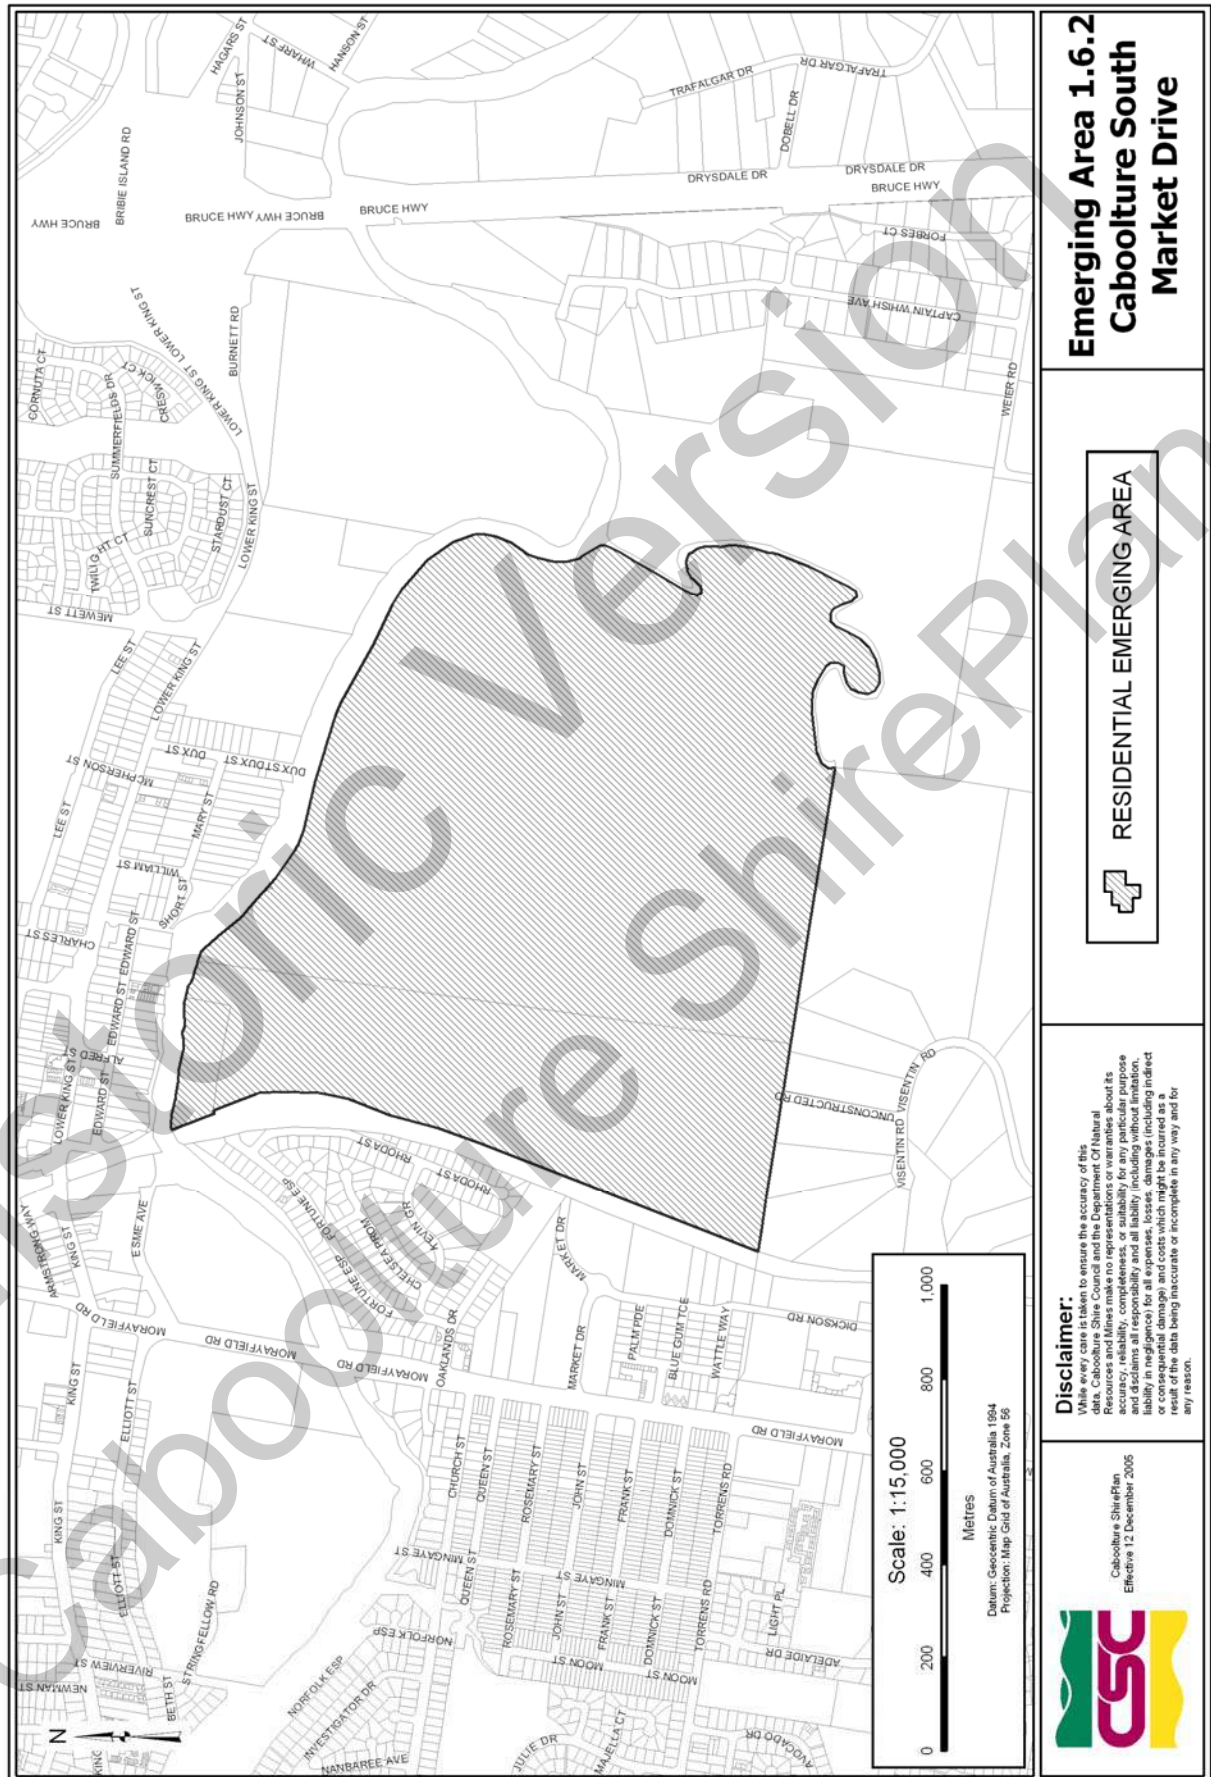 HAGARS ST
WHARF ST
HANSON ST
JOHNSON ST
BRIBIE ISLAND RD
BRUCE HWY
BRUCE HWY
BRUCE HWY
BRUCE HWY
TRAFALGAR DR
TRAFALGAR DR
DOBELL DR
DRYSDALE DR
DRYSDALE DR
BRUCE HWY
FORBES CT
CAPTAIN WHISH AVE
WEIER RD
CORNUTA CT
SUMMERFIELDS DR
CRESWICK CT
LOWER KING ST
LOWER KING ST
LOWER KING ST
BURNETT RD
TWILIGHT CT
SUNCREST CT
STARDUST CT
LOWER KING ST
MEWETT ST
LEE ST
LOWER KING ST
DUX ST
DUX ST
DUX ST
MCPHERSON ST
LEE ST
MARY ST
WILLIAM ST
SHORT ST
CHARLES ST
EDWARD ST
EDWARD ST
ALFRED ST
LOWER KING ST
EDWARD ST
ESME AVE
ARMSTRONG WAY
KING ST
MORAYFIELD RD
KING ST
ELLIOTT ST
KING ST
ELLIOTT ST
STRINGFELLOW RD
RIVERVIEW ST
NEWMAN ST
BETH ST
KING
N
RHODA ST
RHODA ST
FORTUNE ESP
FORTUNE ESP
FORTUNE ESP
CHELSEA PROM
KEVIN DR
MORAYFIELD RD
MORAYFIELD RD
OAKLANDS DR
MARKET DR
MARKET DR
PALM PDE
BLUE GUM TCE
WATTLE WAY
DICKSON RD
MORAYFIELD RD
CHURCH ST
QUEEN ST
ROSEMARY ST
JOHN ST
FRANK ST
DOMNICK ST
TORRENS RD
MINGAYE ST
MINGAYE ST
QUEEN ST
ROSEMARY ST
JOHN ST
FRANK ST
DOMNICK ST
TORRENS RD
LIGHT PL
ADELAIDE DR
MOON ST
MOON ST
NORFOLK ESP
NORFOLK ESP
INVESTIGATOR DR
NANBAREE AVE
JULIE DR
MAJELLA CT
AVOCADO DR
UNCONSTRUCTED RD
VISENTIN RD
VISENTIN RD
Scale: 1:15,000
0 200 400 600 800 1,000
Metres
Datum: Geocentric Datum of Australia 1994
Projection: Map Grid of Australia, Zone 56
Historic Version
Caboolture ShirePlan
Caboolture ShirePlan
Effective 12 December 2005
CSC
Disclaimer:
While every care is taken to ensure the accuracy of this
data, Caboolture Shire Council and the Department Of Natural
Resources and Mines make no representations or warranties about its
accuracy, reliability, completeness, or suitability for any particular purpose
and disclaims all responsibility and all liability (including without limitation,
liability in negligence) for all expenses, losses, damages (including indirect
or consequential damage) and costs which might be incurred as a
result of the data being inaccurate or incomplete in any way and for
any reason.
RESIDENTIAL EMERGING AREA
Emerging Area 1.6.2
Caboolture South
Market Drive